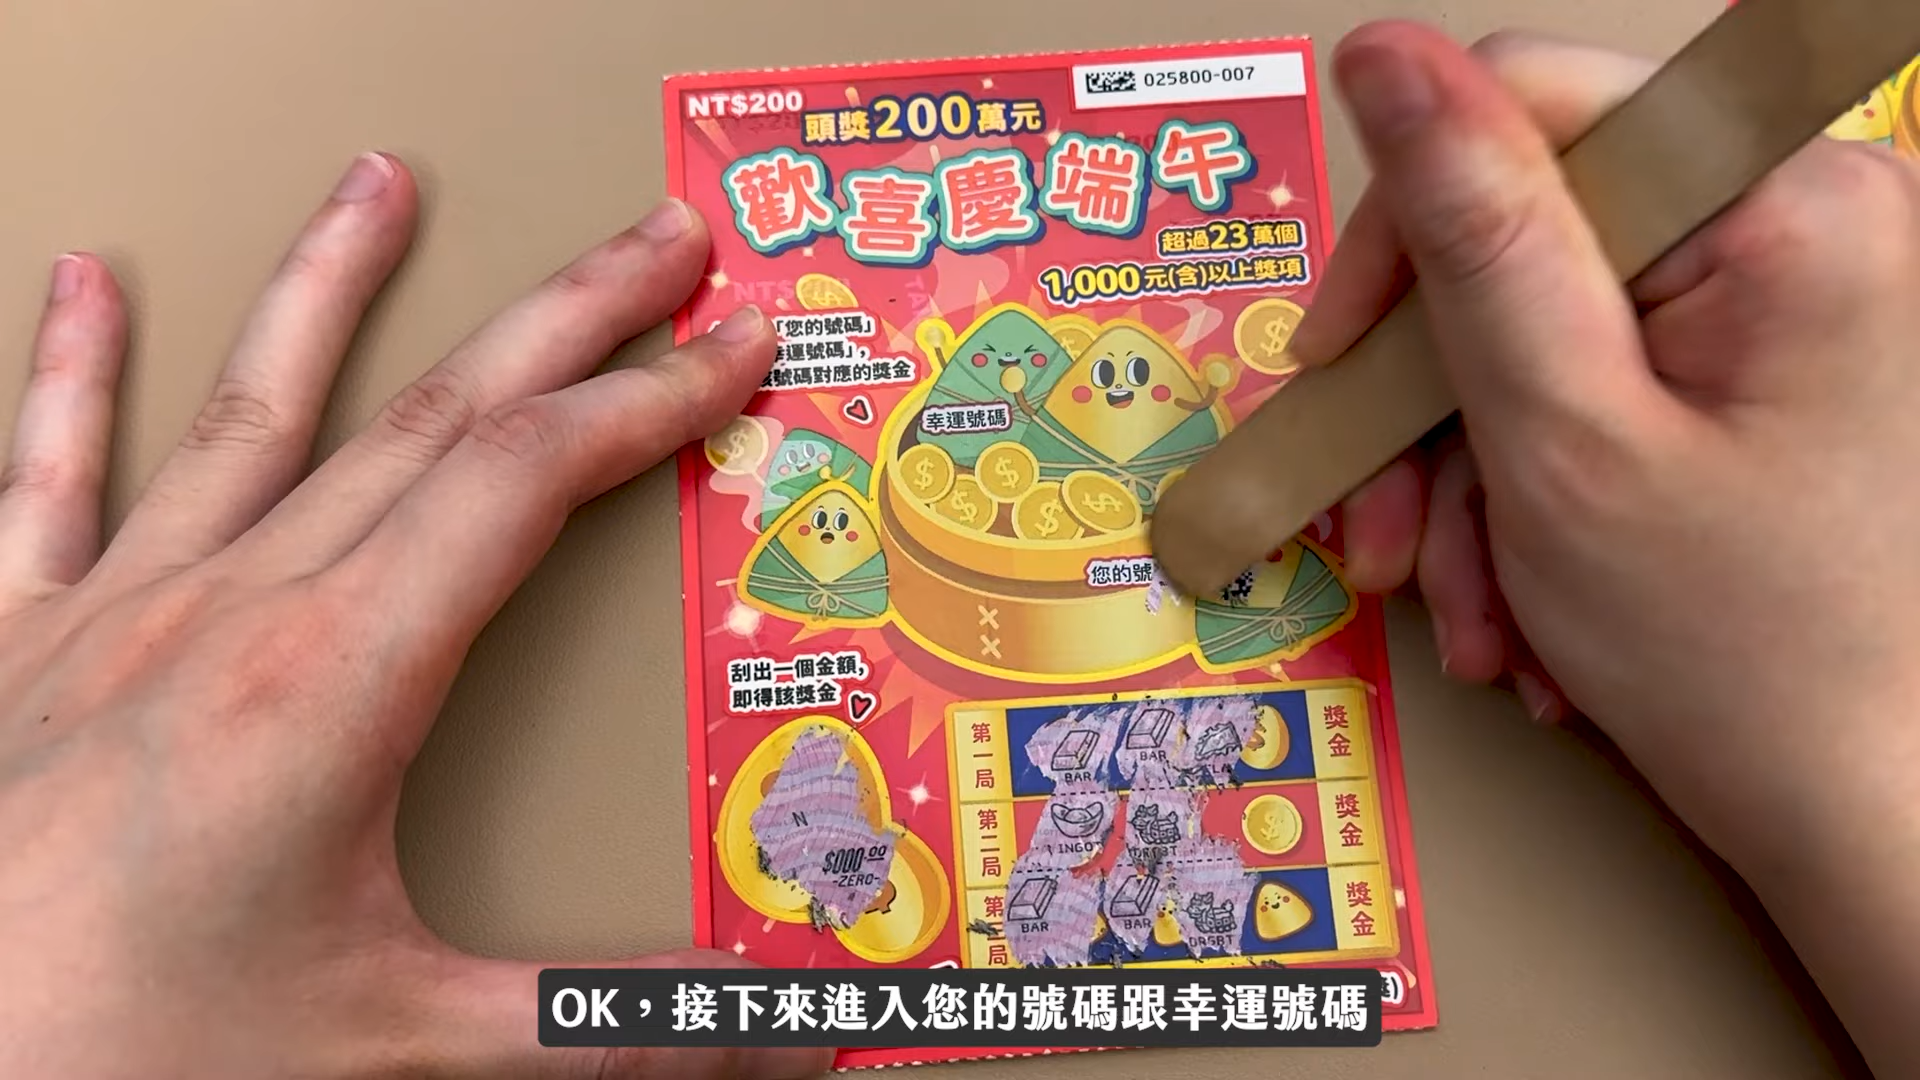 NT$200
頭獎200萬元
025800-007
歡喜慶端午
超過23萬個
1,000元(含)以上獎項
「您的號碼」
幸運號碼」,
號碼對應的獎金
幸運號碼
您的號
刮出一個金額,
即得該獎金
N
$000.00
-ZERO-
第一局
BAR
BAR
獎金
第二局
INGOT
獎金
第三局
BAR
BAR
DRGBT
獎金
OK，接下來進入您的號碼跟幸運號碼